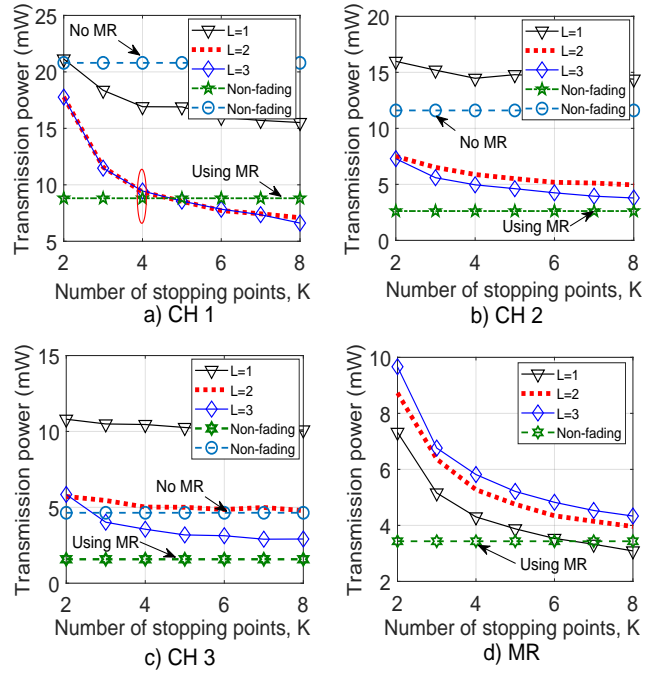 Transmission power (mW)
25
20
15
10
5
2
4
6
8
No MR
Using MR
L=1
L=2
L=3
Non-fading
Non-fading
Number of stopping points, K
a) CH 1
Transmission power (mW)
20
15
10
5
0
2
4
6
8
No MR
Using MR
L=1
L=2
L=3
Non-fading
Non-fading
Number of stopping points, K
b) CH 2
Transmission power (mW)
15
10
5
0
2
4
6
8
No MR
Using MR
L=1
L=2
L=3
Non-fading
Non-fading
Number of stopping points, K
c) CH 3
Transmission power (mW)
10
8
6
4
2
2
4
6
8
Using MR
L=1
L=2
L=3
Non-fading
Number of stopping points, K
d) MR